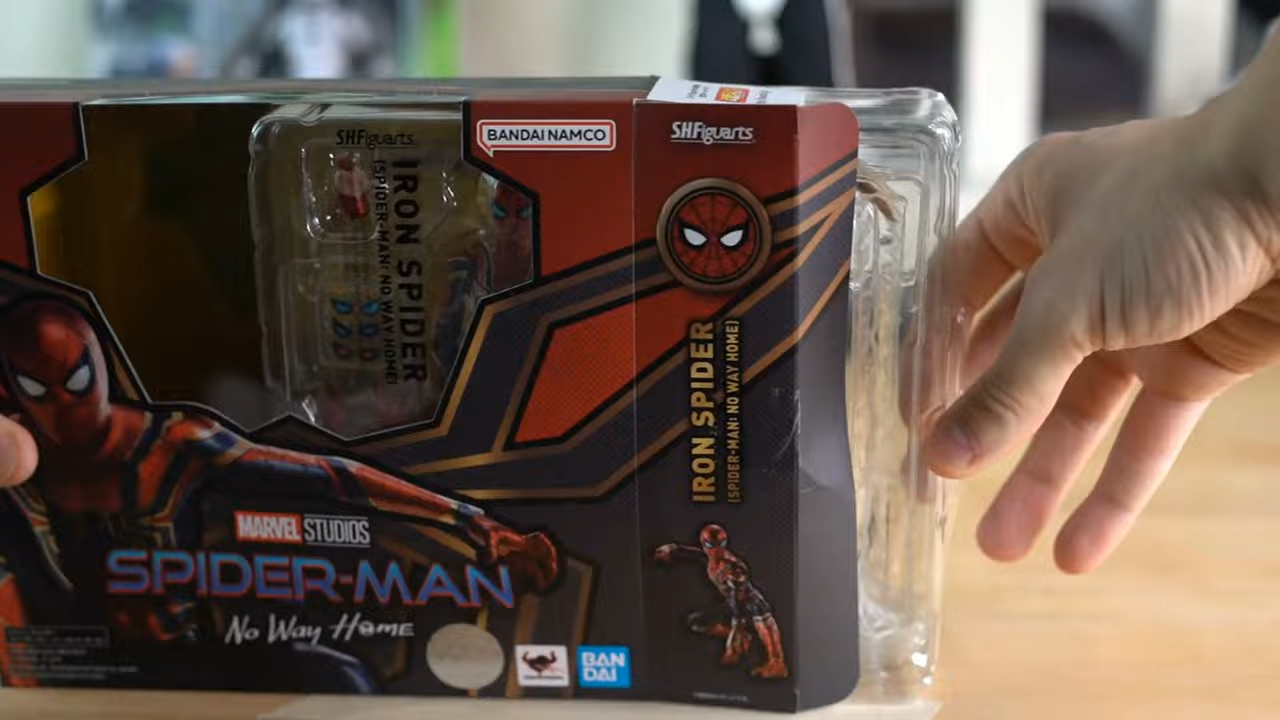 SHFiguarts
IRON SPIDER
[SPIDER-MAN: NO WAY HOME]
BANDAI NAMCO
SHFiguarts
IRON SPIDER
[SPIDER-MAN: NO WAY HOME]
MARVEL STUDIOS
SPIDER-MAN
No Way Home
BAN
DAI